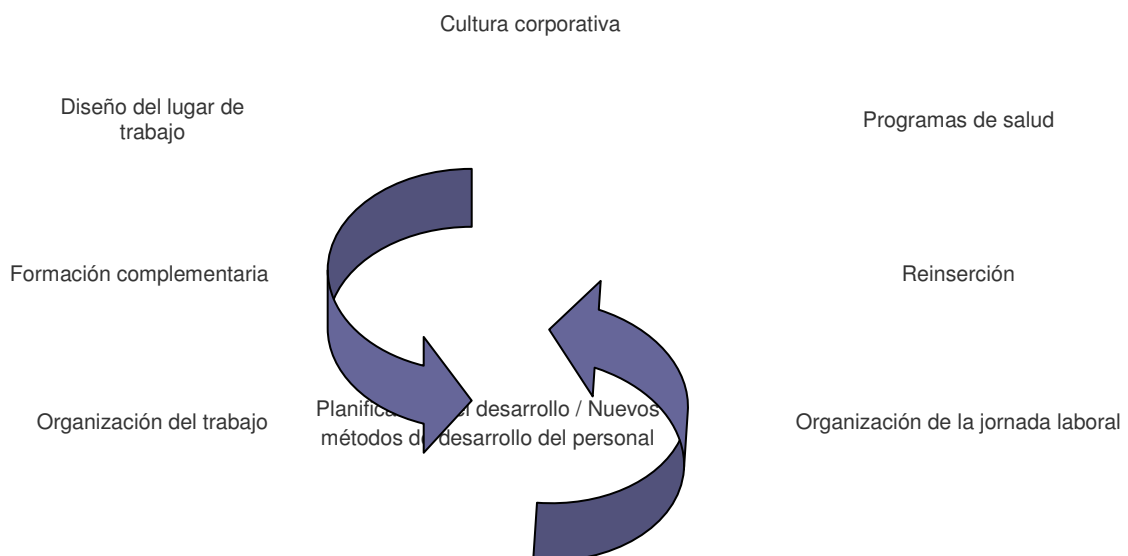 Cultura corporativa
Diseño del lugar de
trabajo
Programas de salud
Formación complementaria
Reinserción
Organización del trabajo
desarrollo / Nuevos
métodos desarrollo del personal
Organización de la jornada laboral